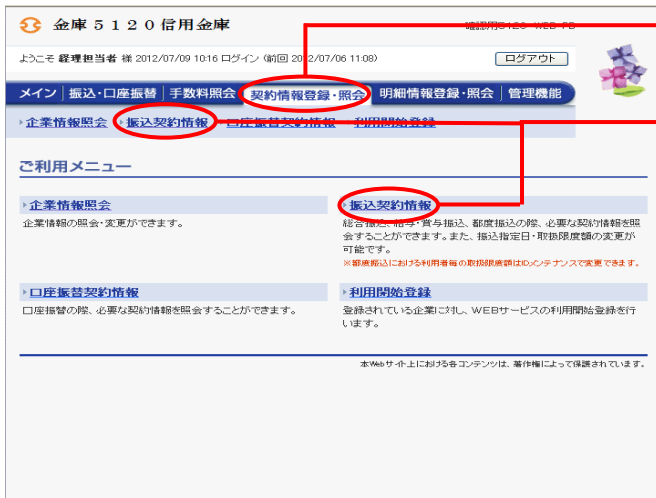 金庫5120信用金庫
ようこそ 経理担当者 様 2012/07/09 10:16 ログイン (前回 2012/07/06 11:08)
ログアウト
メイン 振込・口座振替 手数料照会 契約情報登録・照会 明細情報登録・照会 管理機能
企業情報照会 振込契約情報 口座振替契約情報 利用開始登録
ご利用メニュー
企業情報照会
企業情報の照会・変更ができます。
振込契約情報
総合振込、給与・賞与振込、都度振込の際、必要な契約情報を照
会することができます。また、振込指定日・取扱限度額の変更が
可能です。
※都度振込における利用者毎の取扱限度額はIDメンテナンスで変更できます。
口座振替契約情報
口座振替の際、必要な契約情報を照会することができます。
利用開始登録
登録されている企業に対し、WEBサービスの利用開始登録を行
います。
本Webサイト上における各コンテンツは、著作権によって保護されています。